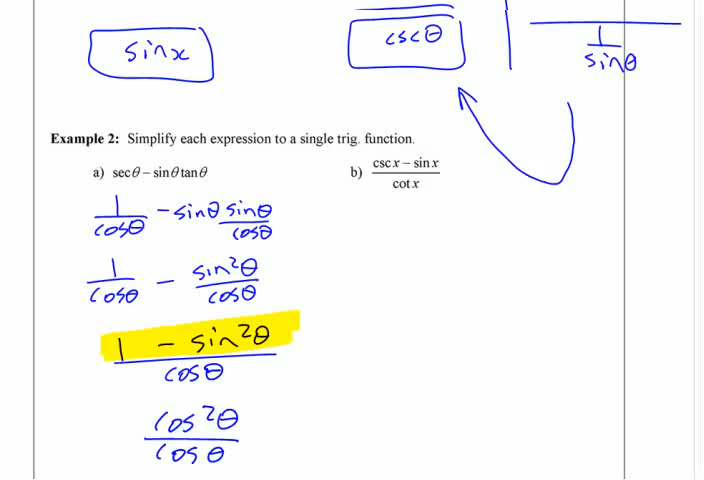 sinx
cscθ
1/sinθ
Example 2: Simplify each expression to a single trig. function.
a) secθ − sinθ tanθ
b) (csc x − sin x)/cot x
1/cosθ − sinθ sinθ/cosθ
1/cosθ − sin²θ/cosθ
1 − sin²θ
cosθ
cos²θ
cosθ